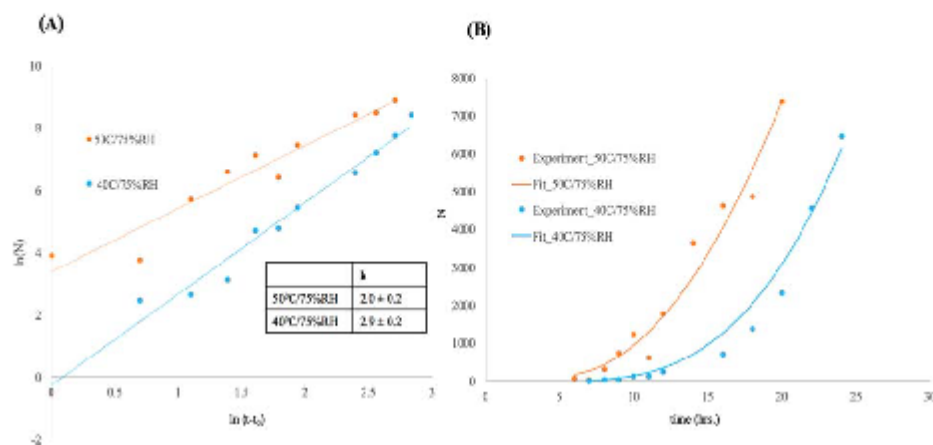 (A)
10
8
6
4
2
0
-2
0
0.5
1
1.5
2
2.5
3
ln(N)
ln (t-t₀)
50C/75%RH
40C/75%RH
k
50⁰C/75%RH 2.0 ± 0.2
40⁰C/75%RH 2.9 ± 0.2
(B)
8000
7000
6000
5000
4000
3000
2000
1000
0
0
5
10
15
20
25
30
N
time (hrs.)
Experiment_50C/75%RH
Fit_50C/75%RH
Experiment_40C/75%RH
Fit_40C/75%RH